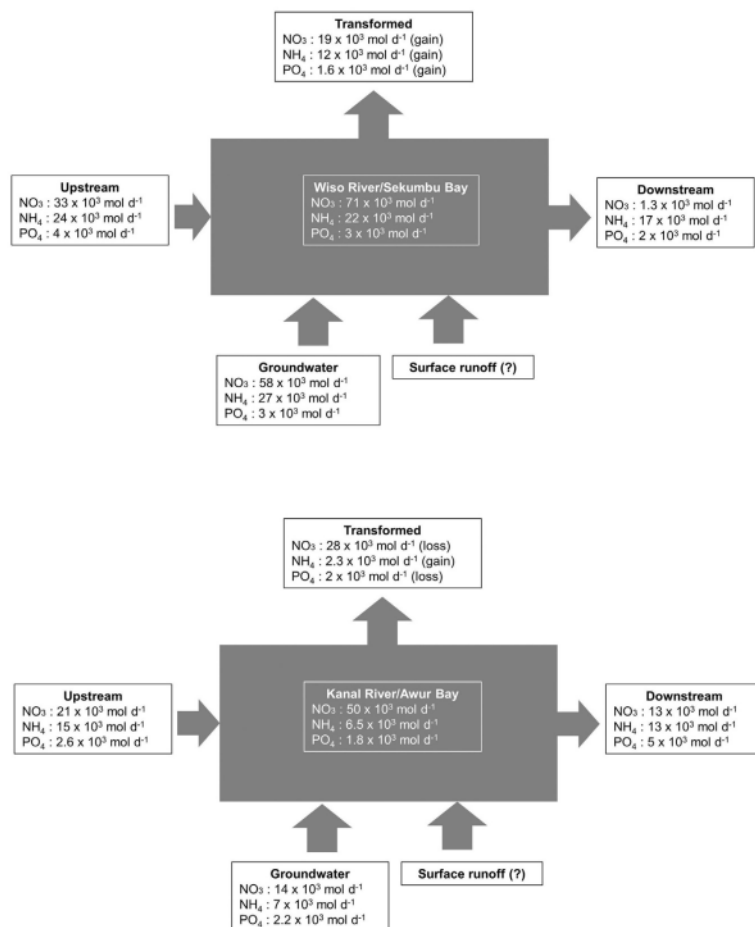 Transformed
NO₃ : 19 x 10³ mol d⁻¹ (gain)
NH₄ : 12 x 10³ mol d⁻¹ (gain)
PO₄ : 1.6 x 10³ mol d⁻¹ (gain)
Upstream
NO₃ : 33 x 10³ mol d⁻¹
NH₄ : 24 x 10³ mol d⁻¹
PO₄ : 4 x 10³ mol d⁻¹
Wiso River/Sekumbu Bay
NO₃ : 71 x 10³ mol d⁻¹
NH₄ : 22 x 10³ mol d⁻¹
PO₄ : 3 x 10³ mol d⁻¹
Downstream
NO₃ : 1.3 x 10³ mol d⁻¹
NH₄ : 17 x 10³ mol d⁻¹
PO₄ : 2 x 10³ mol d⁻¹
Groundwater
NO₃ : 58 x 10³ mol d⁻¹
NH₄ : 27 x 10³ mol d⁻¹
PO₄ : 3 x 10³ mol d⁻¹
Surface runoff (?)
Transformed
NO₃ : 28 x 10³ mol d⁻¹ (loss)
NH₄ : 2.3 x 10³ mol d⁻¹ (gain)
PO₄ : 2 x 10³ mol d⁻¹ (loss)
Upstream
NO₃ : 21 x 10³ mol d⁻¹
NH₄ : 15 x 10³ mol d⁻¹
PO₄ : 2.6 x 10³ mol d⁻¹
Kanal River/Awur Bay
NO₃ : 50 x 10³ mol d⁻¹
NH₄ : 6.5 x 10³ mol d⁻¹
PO₄ : 1.8 x 10³ mol d⁻¹
Downstream
NO₃ : 13 x 10³ mol d⁻¹
NH₄ : 13 x 10³ mol d⁻¹
PO₄ : 5 x 10³ mol d⁻¹
Groundwater
NO₃ : 14 x 10³ mol d⁻¹
NH₄ : 7 x 10³ mol d⁻¹
PO₄ : 2.2 x 10³ mol d⁻¹
Surface runoff (?)